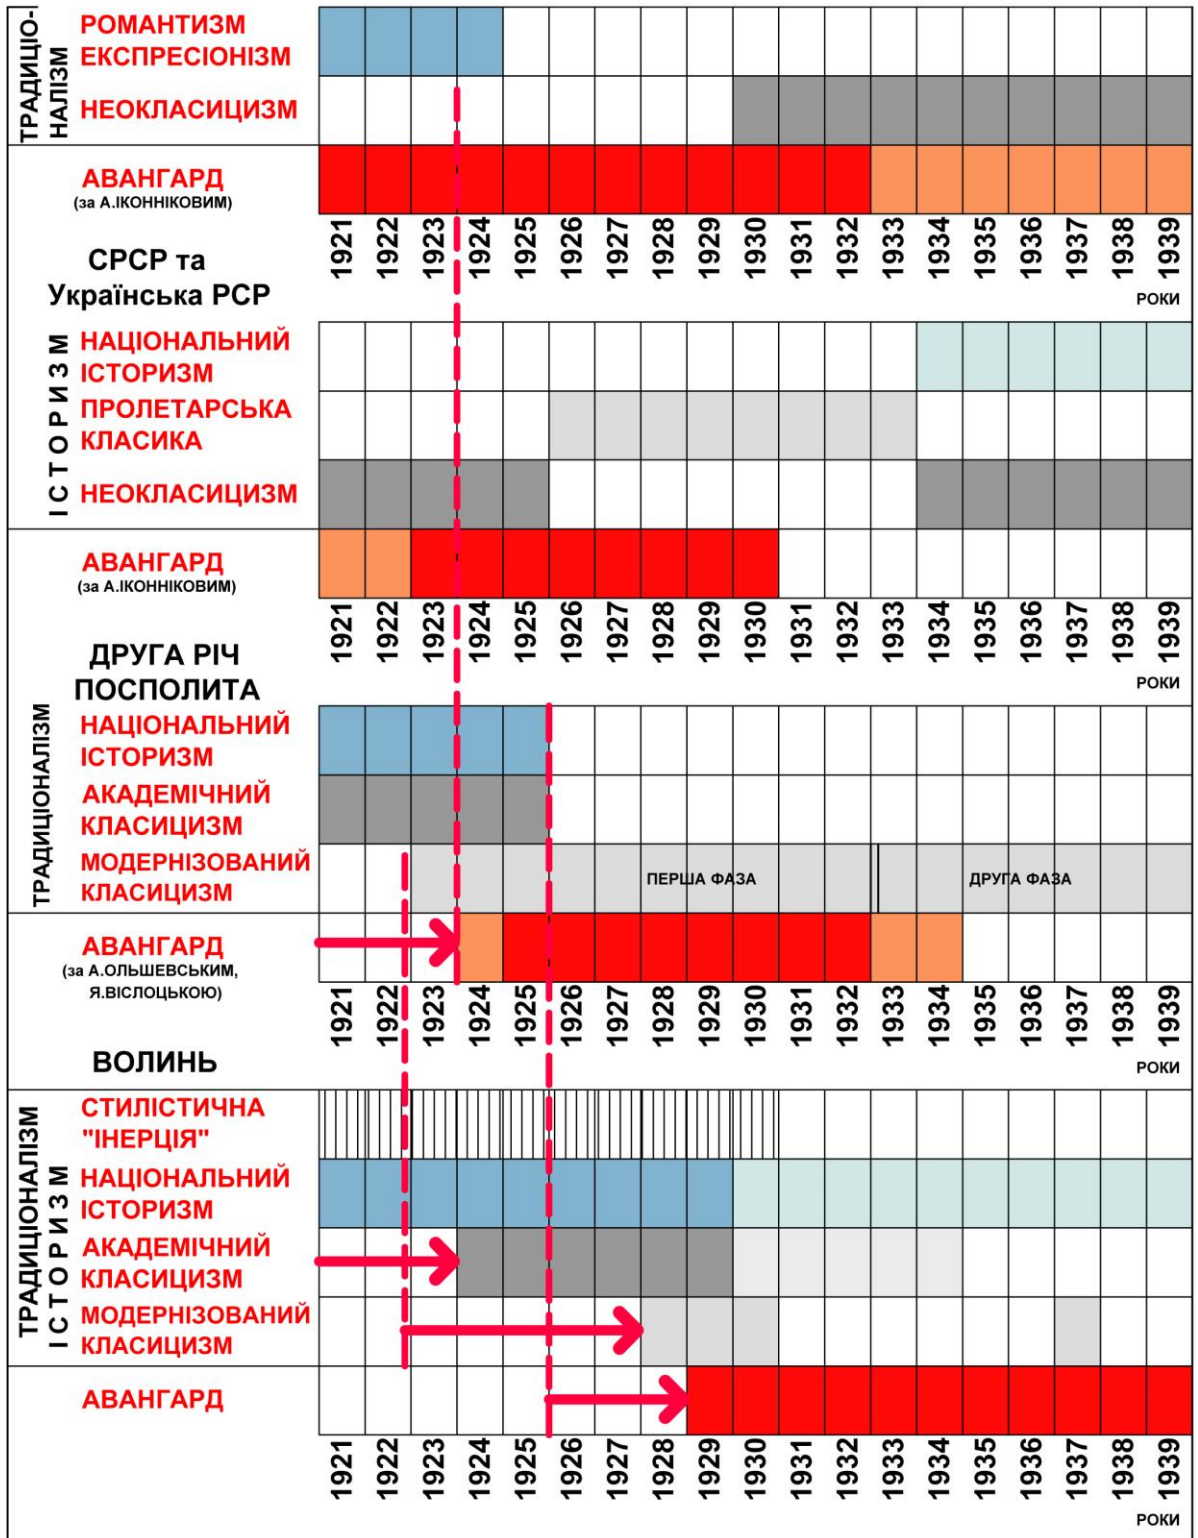 ТРАДИЦІО-
НАЛІЗМ
РОМАНТИЗМ
ЕКСПРЕСІОНІЗМ
НЕОКЛАСИЦИЗМ
АВАНГАРД
(за А.ІКОННІКОВИМ)
1921 1922 1923 1924 1925 1926 1927 1928 1929 1930 1931 1932 1933 1934 1935 1936 1937 1938 1939
РОКИ
СРСР та
Українська РСР
ІСТОРИЗМ
НАЦІОНАЛЬНИЙ
ІСТОРИЗМ
ПРОЛЕТАРСЬКА
КЛАСИКА
НЕОКЛАСИЦИЗМ
АВАНГАРД
(за А.ІКОННІКОВИМ)
1921 1922 1923 1924 1925 1926 1927 1928 1929 1930 1931 1932 1933 1934 1935 1936 1937 1938 1939
РОКИ
ДРУГА РІЧ
ПОСПОЛИТА
ТРАДИЦІОНАЛІЗМ
НАЦІОНАЛЬНИЙ
ІСТОРИЗМ
АКАДЕМІЧНИЙ
КЛАСИЦИЗМ
МОДЕРНІЗОВАНИЙ
КЛАСИЦИЗМ
ПЕРША ФАЗА
ДРУГА ФАЗА
АВАНГАРД
(за А.ОЛЬШЕВСЬКИМ,
Я.ВІСЛОЦЬКОЮ)
1921 1922 1923 1924 1925 1926 1927 1928 1929 1930 1931 1932 1933 1934 1935 1936 1937 1938 1939
РОКИ
ВОЛИНЬ
ТРАДИЦІОНАЛІЗМ
ІСТОРИЗМ
СТИЛІСТИЧНА
"ІНЕРЦІЯ"
НАЦІОНАЛЬНИЙ
ІСТОРИЗМ
АКАДЕМІЧНИЙ
КЛАСИЦИЗМ
МОДЕРНІЗОВАНИЙ
КЛАСИЦИЗМ
АВАНГАРД
1921 1922 1923 1924 1925 1926 1927 1928 1929 1930 1931 1932 1933 1934 1935 1936 1937 1938 1939
РОКИ